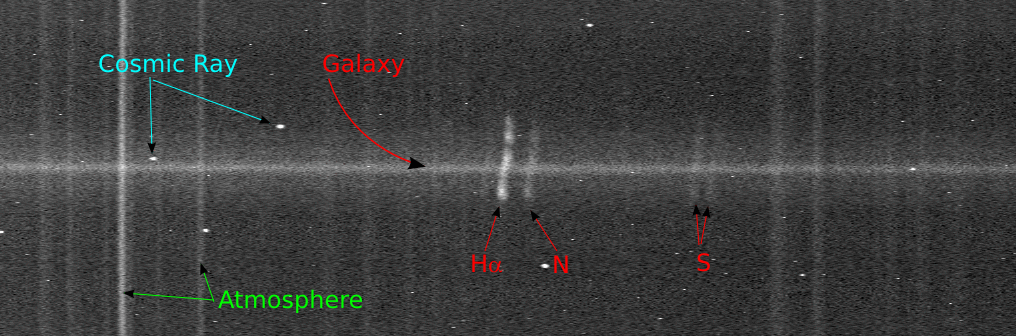 Cosmic Ray
Galaxy
Hα
N
S
Atmosphere